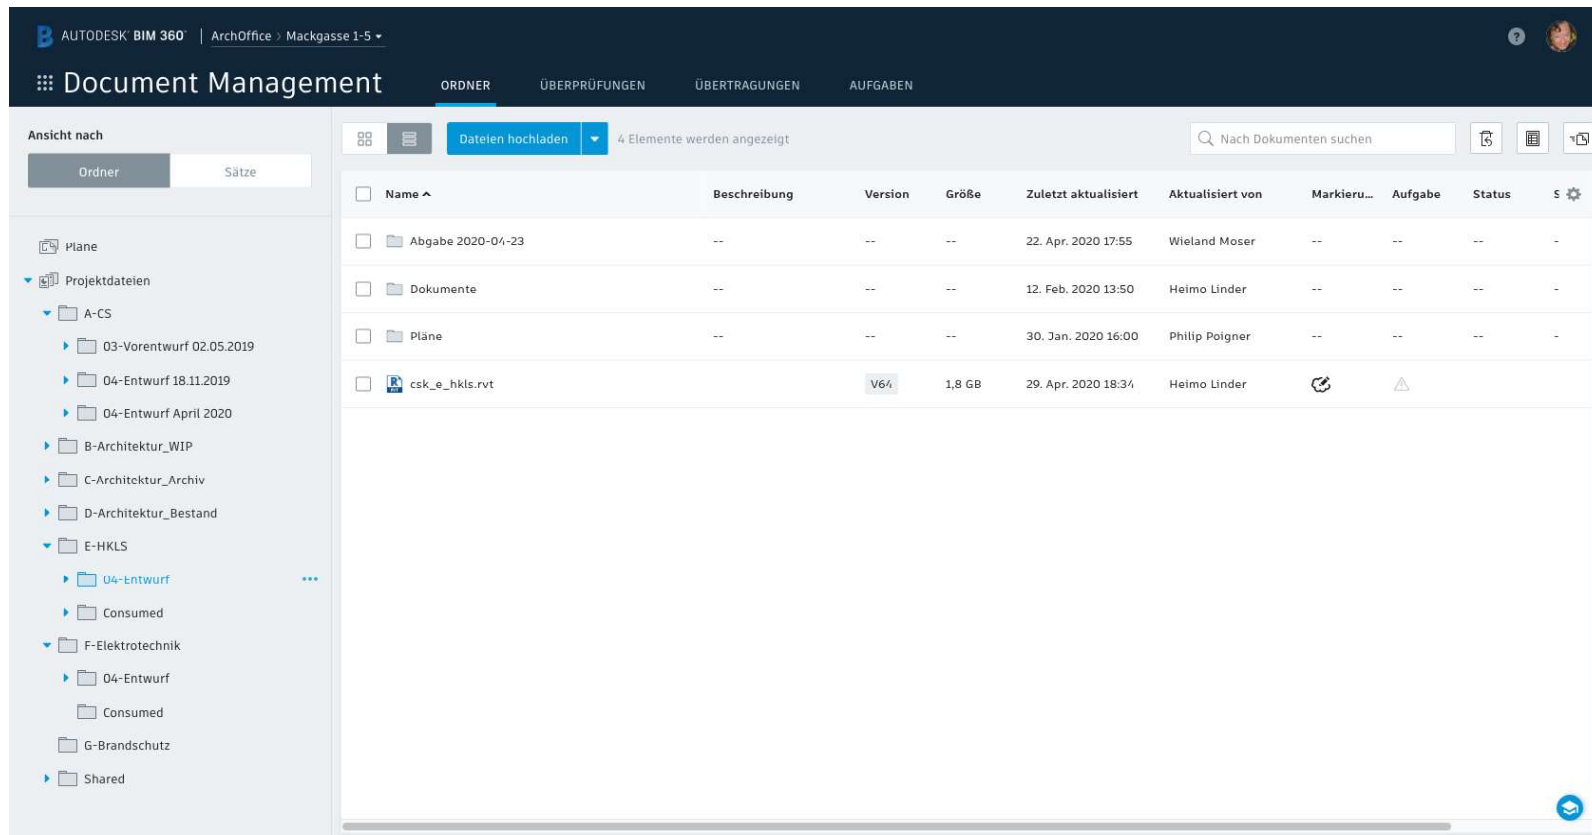 AUTODESK® BIM 360® | ArchOffice > Mackgasse 1-5
Document Management ORDNER ÜBERPRÜFUNGEN ÜBERTRAGUNGEN AUFGABEN
Ansicht nach
Ordner Sätze
Dateien hochladen 4 Elemente werden angezeigt Nach Dokumenten suchen
Name Beschreibung Version Größe Zuletzt aktualisiert Aktualisiert von Markieru... Aufgabe Status S
Abgabe 2020-04-23 -- -- -- 22. Apr. 2020 17:55 Wieland Moser -- -- -- -
Dokumente -- -- -- 12. Feb. 2020 13:50 Heimo Linder -- -- -- -
Pläne -- -- -- 30. Jan. 2020 16:00 Philip Poigner -- -- -- -
csk_e_hkls.rvt V64 1,8 GB 29. Apr. 2020 18:34 Heimo Linder
Pläne
Projektdateien
A-CS
03-Vorentwurf 02.05.2019
04-Entwurf 18.11.2019
04-Entwurf April 2020
B-Architektur_WIP
C-Architektur_Archiv
D-Architektur_Bestand
E-HKLS
04-Entwurf
Consumed
F-Elektrotechnik
04-Entwurf
Consumed
G-Brandschutz
Shared